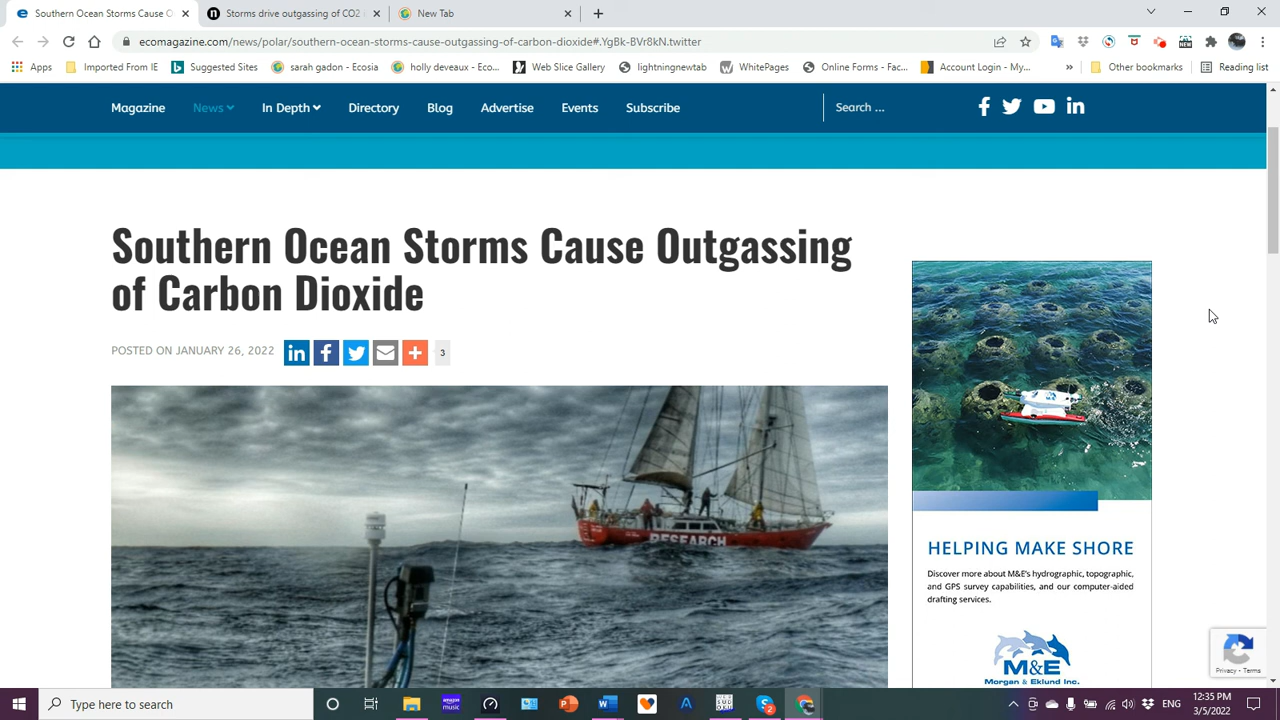 Southern Ocean Storms Cause O
Storms drive outgassing of CO2
New Tab
ecomagazine.com/news/polar/southern-ocean-storms-cause-outgassing-of-carbon-dioxide#.YgBk-BVr8kN.twitter
Apps
Imported From IE
Suggested Sites
sarah gadon - Ecosia
holly deveaux - Eco...
Web Slice Gallery
lightningnewtab
WhitePages
Online Forms - Fac...
Account Login - My...
»
Other bookmarks
Reading list
Magazine
News
In Depth
Directory
Blog
Advertise
Events
Subscribe
Search ...
Southern Ocean Storms Cause Outgassing
of Carbon Dioxide
POSTED ON JANUARY 26, 2022
3
RESEARCH
HELPING MAKE SHORE
Discover more about M&E's hydrographic, topographic,
and GPS survey capabilities, and our computer-aided
drafting services.
M&E
Morgan & Eklund Inc.
Privacy - Terms
Type here to search
ENG
12:35 PM
3/5/2022